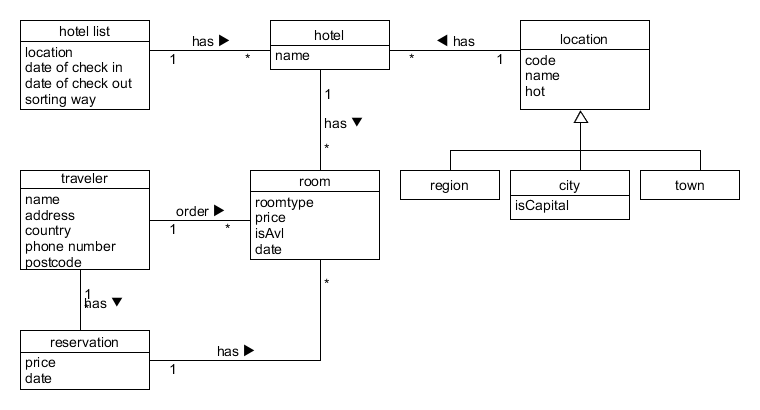 hotel list
location
date of check in
date of check out
sorting way
has ▶
1
*
hotel
name
◀ has
*
1
location
code
name
hot
1
has ▼
*
region
city
isCapital
town
traveler
name
address
country
phone number
postcode
order ▶
1
*
room
roomtype
price
isAvl
date
1
has ▼
*
reservation
price
date
has ▶
1